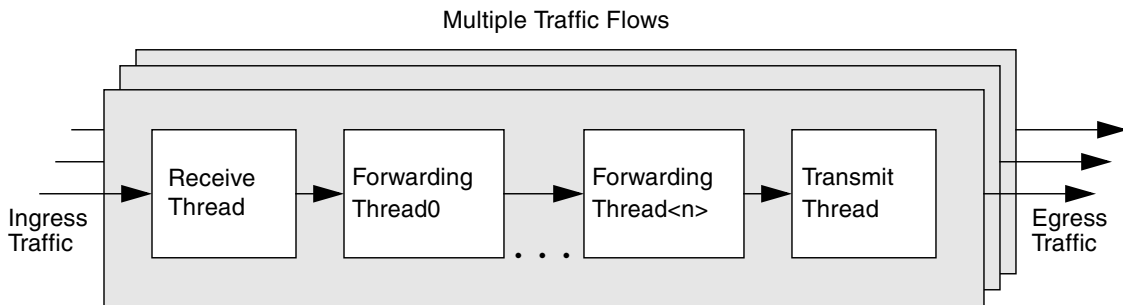 Multiple Traffic Flows
Receive
Thread
Forwarding
Thread0
. . .
Forwarding
Thread<n>
Transmit
Thread
Ingress
Traffic
Egress
Traffic